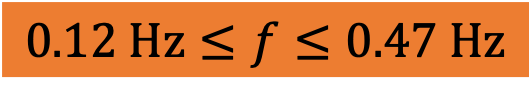 0.12 Hz ≤ f ≤ 0.47 Hz